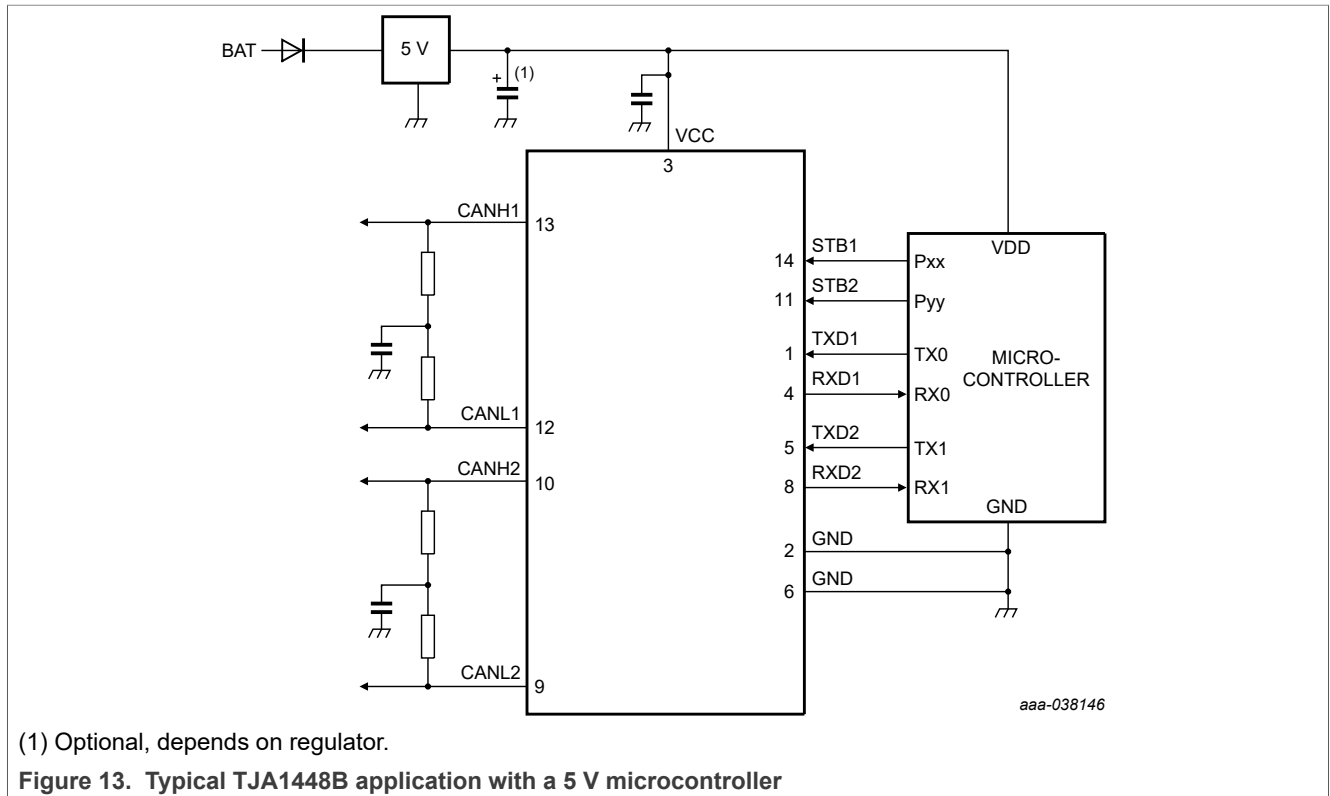 BAT
5 V
+
(1)
VCC
3
CANH1
13
STB1
14
Pxx
VDD
STB2
11
Pyy
TXD1
1
TX0
MICRO-
CONTROLLER
RXD1
4
RX0
CANL1
12
TXD2
5
TX1
CANH2
10
RXD2
8
RX1
GND
GND
2
GND
6
CANL2
9
aaa-038146
(1) Optional, depends on regulator.
Figure 13. Typical TJA1448B application with a 5 V microcontroller